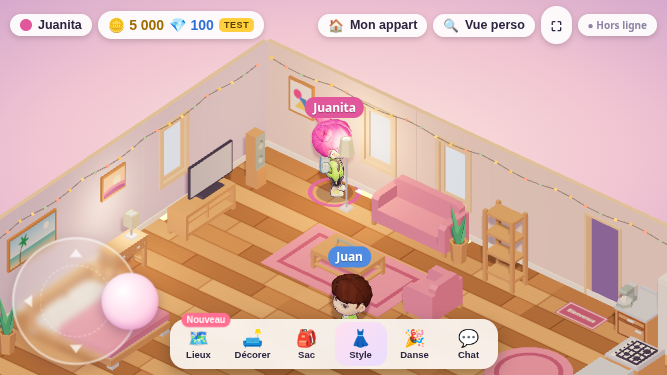 Juanita
5 000
100
TEST
Mon appart
Vue perso
Hors ligne
Juanita
Juan
Bienvenue
Nouveau
Lieux
Décorer
Sac
Style
Danse
Chat